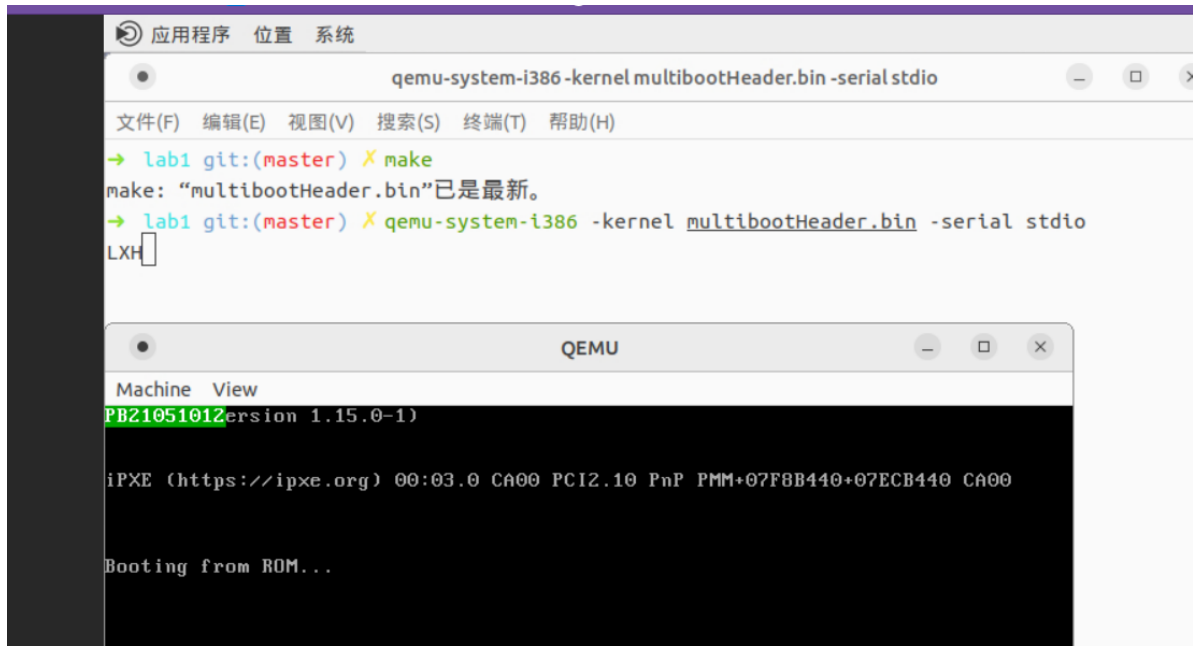 应用程序 位置 系统
qemu-system-i386 -kernel multibootHeader.bin -serial stdio
文件(F) 编辑(E) 视图(V) 搜索(S) 终端(T) 帮助(H)
→ lab1 git:(master) ✗ make
make: “multibootHeader.bin”已是最新。
→ lab1 git:(master) ✗ qemu-system-i386 -kernel multibootHeader.bin -serial stdio
LXH
QEMU
Machine View
PB21051012ersion 1.15.0-1)
iPXE (https://ipxe.org) 00:03.0 CA00 PCI2.10 PnP PMM+07F8B440+07ECB440 CA00
Booting from ROM...